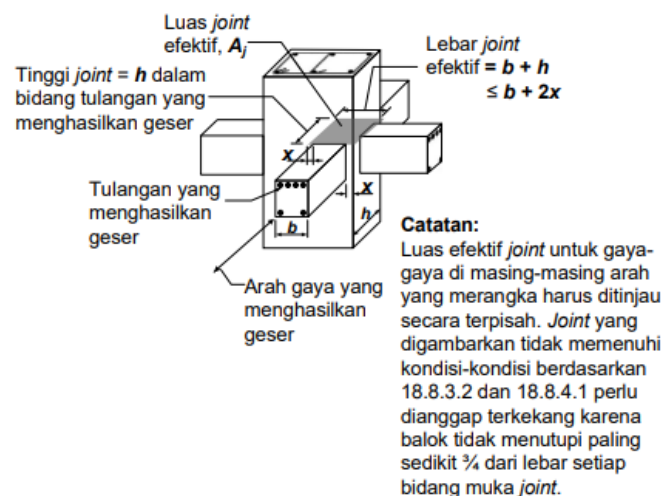 Luas joint
efektif, Aj
Tinggi joint = h dalam
bidang tulangan yang
menghasilkan geser
Lebar joint
efektif = b + h
≤ b + 2x
x
x
h
b
Tulangan yang
menghasilkan
geser
Arah gaya yang
menghasilkan
geser
Catatan:
Luas efektif joint untuk gaya-
gaya di masing-masing arah
yang merangka harus ditinjau
secara terpisah. Joint yang
digambarkan tidak memenuhi
kondisi-kondisi berdasarkan
18.8.3.2 dan 18.8.4.1 perlu
dianggap terkekang karena
balok tidak menutupi paling
sedikit ¾ dari lebar setiap
bidang muka joint.